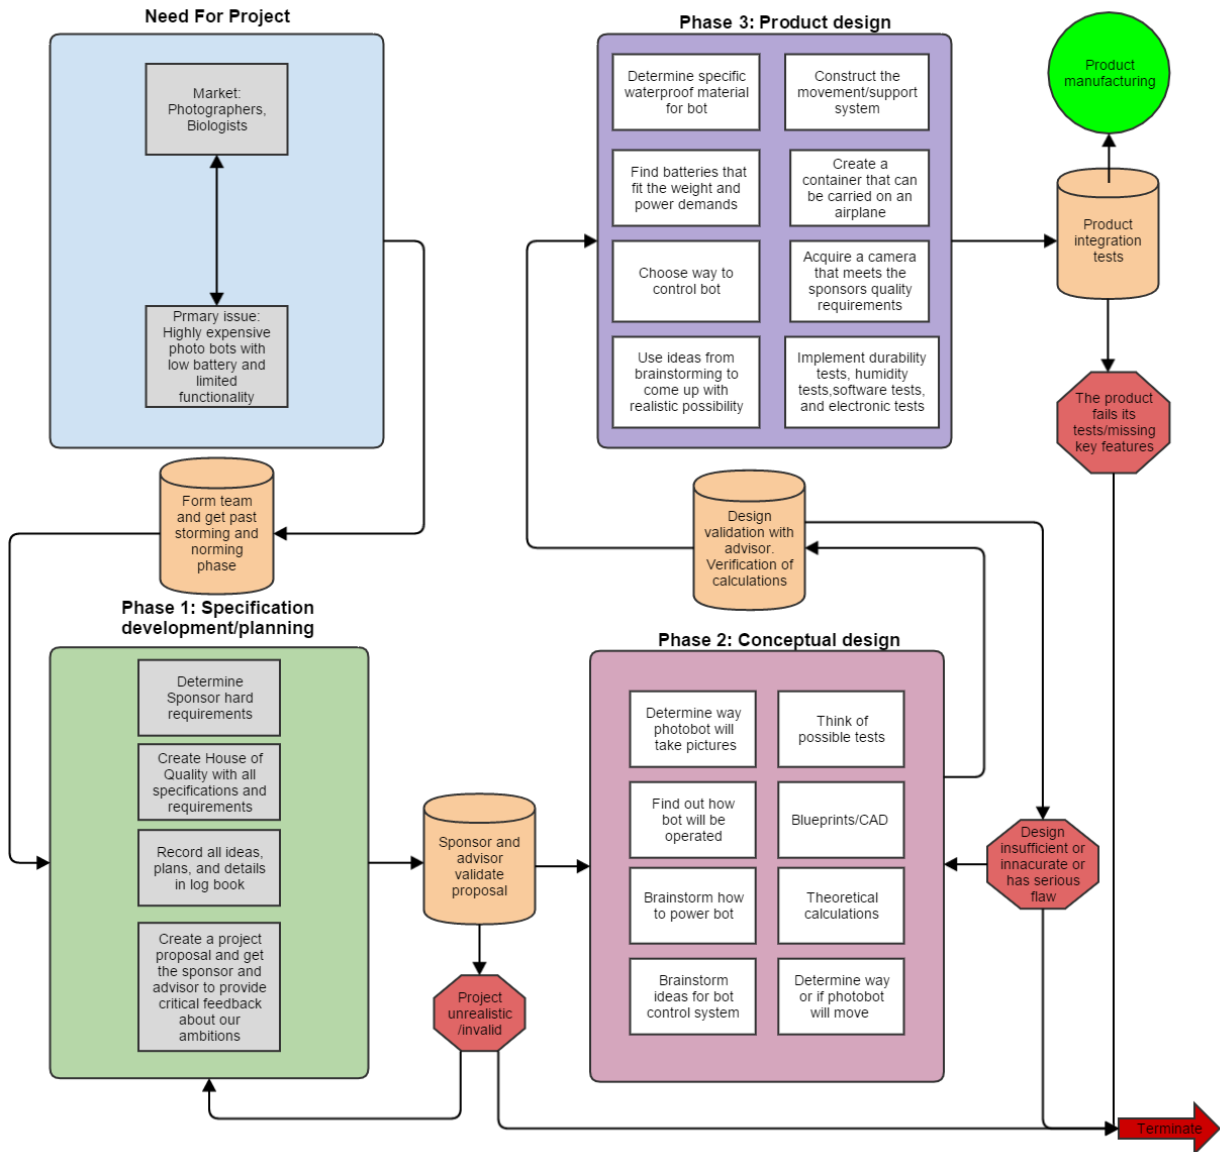 Need For Project
Market:
Photographers,
Biologists
Prmary issue:
Highly expensive
photo bots with
low battery and
limited
functionality
Form team
and get past
storming and
norming
phase
Phase 1: Specification
development/planning
Determine
Sponsor hard
requirements
Create House of
Quality with all
specifications and
requirements
Record all ideas,
plans, and details
in log book
Create a project
proposal and get
the sponsor and
advisor to provide
critical feedback
about our
ambitions
Sponsor and
advisor
validate
proposal
Project
unrealistic
/invalid
Phase 2: Conceptual design
Determine way
photobot will
take pictures
Think of
possible tests
Find out how
bot will be
operated
Blueprints/CAD
Brainstorm how
to power bot
Theoretical
calculations
Brainstorm
ideas for bot
control system
Determine way
or if photobot
will move
Design
validation with
advisor.
Verification of
calculations
Design
insufficient or
innacurate or
has serious
flaw
Phase 3: Product design
Determine specific
waterproof material
for bot
Construct the
movement/support
system
Find batteries that
fit the weight and
power demands
Create a
container that can
be carried on an
airplane
Choose way to
control bot
Acquire a camera
that meets the
sponsors quality
requirements
Use ideas from
brainstorming to
come up with
realistic possibility
Implement durability
tests, humidity
tests,software tests,
and electronic tests
Product
integration
tests
Product
manufacturing
The product
fails its
tests/missing
key features
Terminate